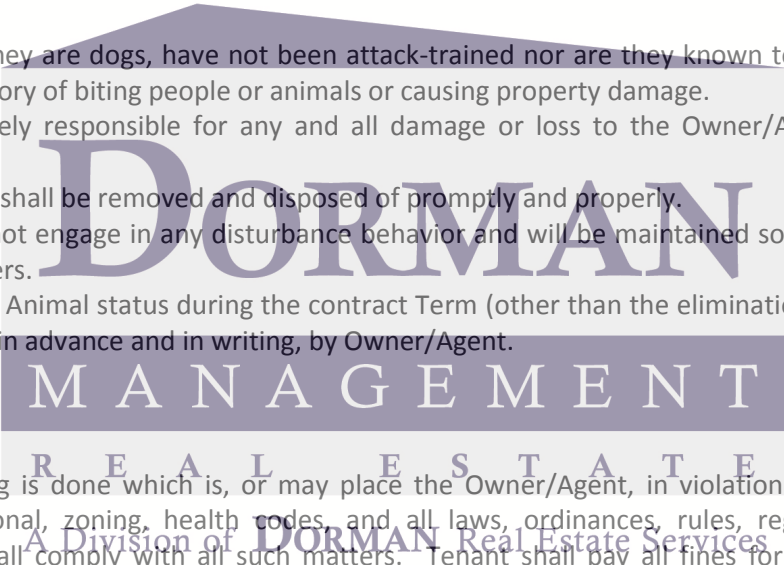 ney are dogs, have not been attack-trained nor are they known t
ory of biting people or animals or causing property damage.
ely responsible for any and all damage or loss to the Owner/A
shall be removed and disposed of promptly and properly.
DORMAN
not engage in any disturbance behavior and will be maintained so
ers.
Animal status during the contract Term (other than the eliminati
in advance and in writing, by Owner/Agent.
MANAGEMENT
REAL ESTATE
g is done which is, or may place the Owner/Agent, in violation
onal, zoning, health codes, and all laws, ordinances, rules, re
A Division of DORMAN Real Estate Services
all comply with all such matters. Tenant shall pay all fines for